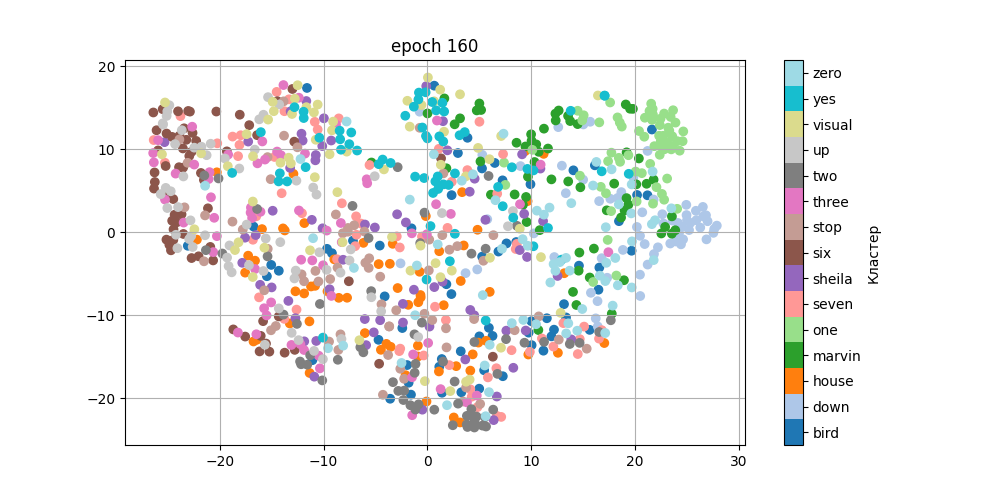 epoch 160
20
10
0
−10
−20
−20
−10
0
10
20
30
zero
yes
visual
up
two
three
stop
six
sheila
seven
one
marvin
house
down
bird
Кластер